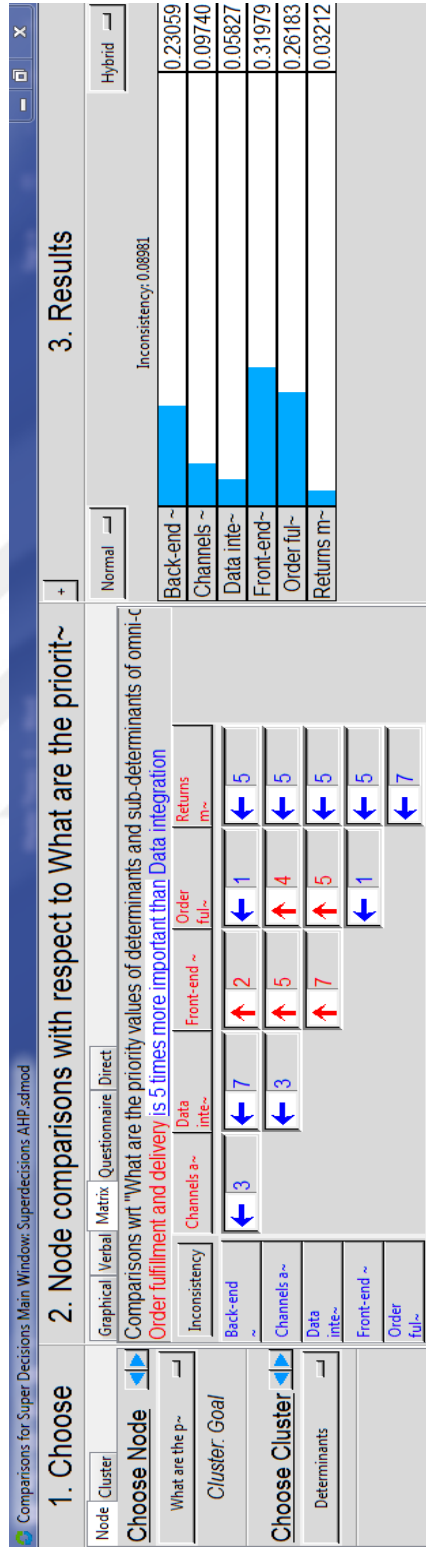 Comparisons for Super Decisions Main Window: Superdecisions AHP.sdmod
1. Choose
Node Cluster
Choose Node
What are the p~
Cluster: Goal
Choose Cluster
Determinants
2. Node comparisons with respect to What are the priorit~
Graphical Verbal Matrix Questionnaire Direct
Comparisons wrt "What are the priority values of determinants and sub-determinants of omni-c
Order fulfillment and delivery is 5 times more important than Data integration
Inconsistency Channels a~ Data inte~ Front-end ~ Order ful~ Returns m~
Back-end ~ 3 7 2 1 5
Channels a~ 3 5 4 5
Data inte~ 7 5 5
Front-end ~ 1 5
Order ful~ 7
+
3. Results
Normal Hybrid
Inconsistency: 0.08981
Back-end ~ 0.23059
Channels ~ 0.09740
Data inte~ 0.05827
Front-end~ 0.31979
Order ful~ 0.26183
Returns m~ 0.03212